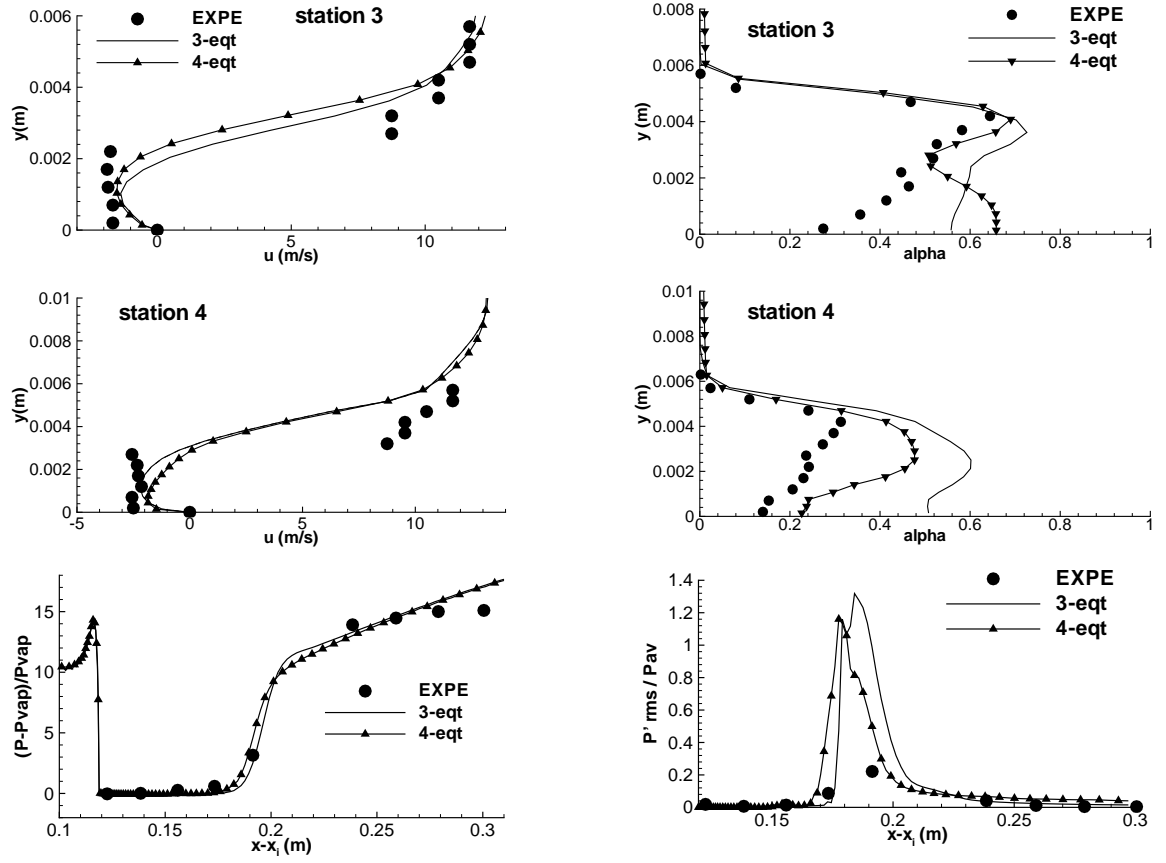 station 3
EXPE
3-eqt
4-eqt
0.006
0.004
0.002
0
y(m)
0
5
10
u (m/s)
station 3
EXPE
3-eqt
4-eqt
0.008
0.006
0.004
0.002
0
y (m)
0
0.2
0.4
0.6
0.8
1
alpha
station 4
0.01
0.008
0.006
0.004
0.002
0
y(m)
-5
0
5
10
u (m/s)
station 4
0.01
0.008
0.006
0.004
0.002
0
y (m)
0
0.2
0.4
0.6
0.8
1
alpha
15
10
5
0
(P-Pvap)/Pvap
EXPE
3-eqt
4-eqt
0.1
0.15
0.2
0.25
0.3
x-xi (m)
1.4
1.2
1
0.8
0.6
0.4
0.2
0
P' rms / Pav
EXPE
3-eqt
4-eqt
0.15
0.2
0.25
0.3
x-xi (m)